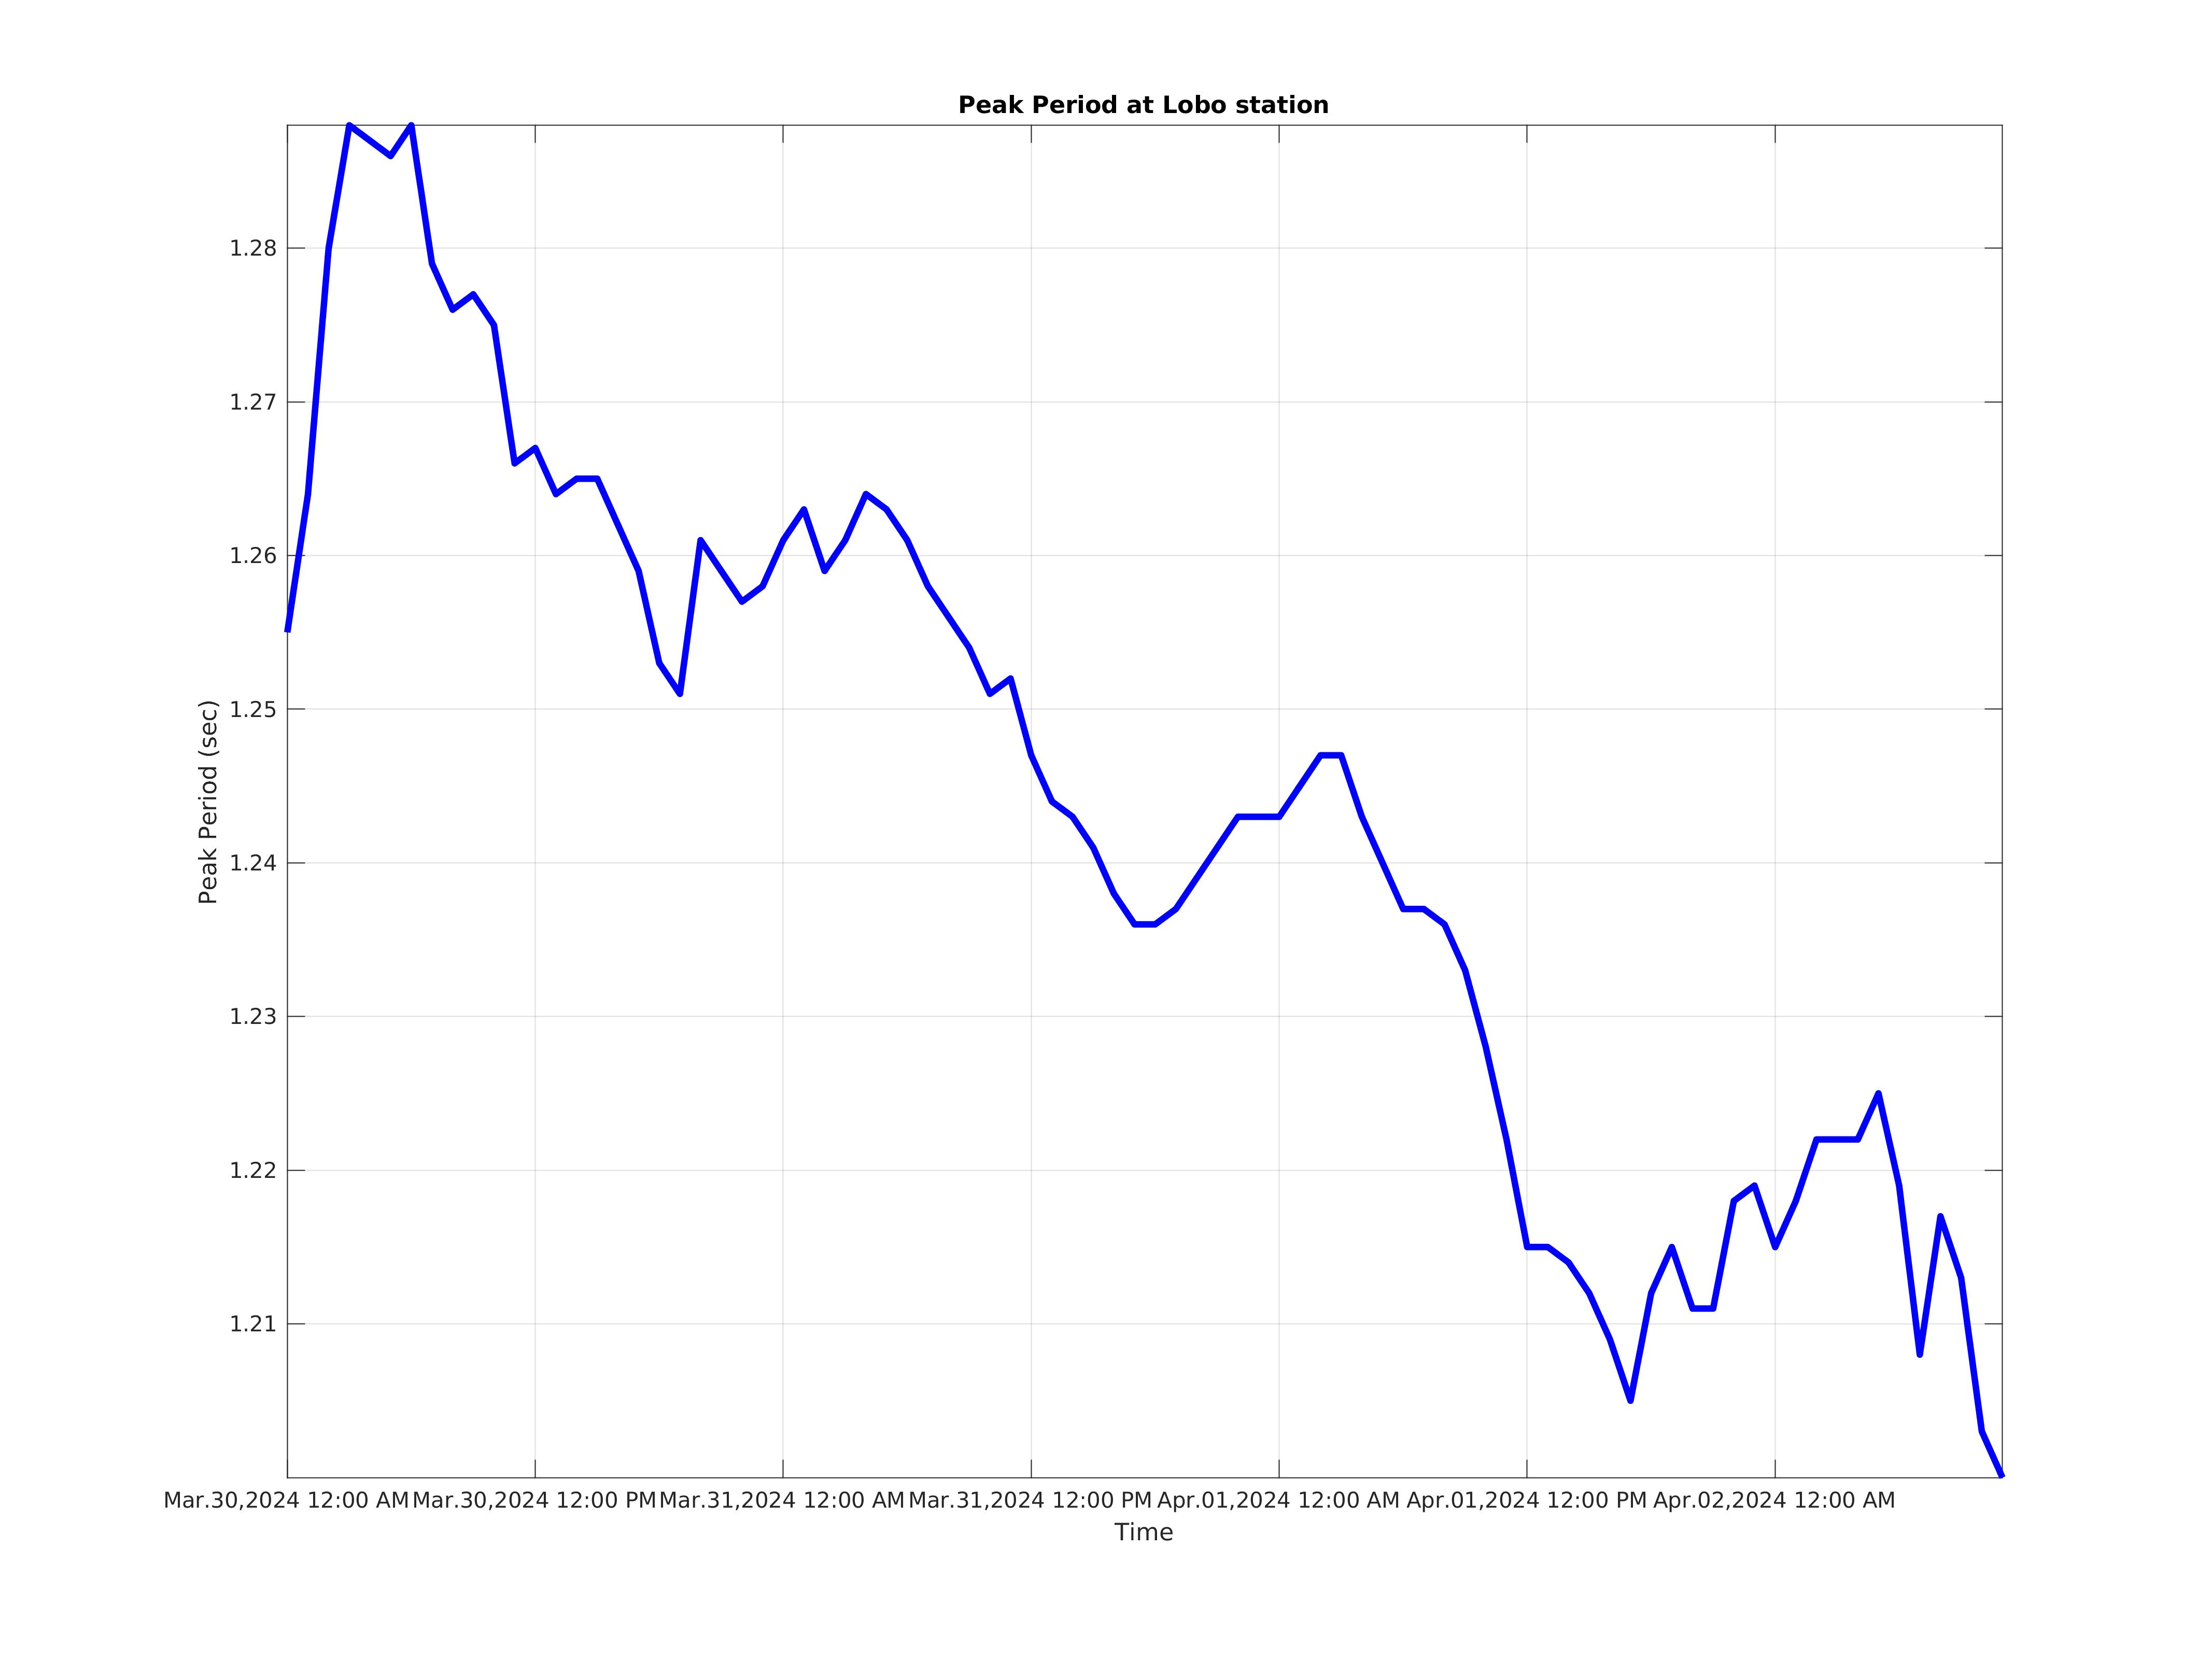 Peak Period at Lobo station
Peak Period (sec)
1.28
1.27
1.26
1.25
1.24
1.23
1.22
1.21
Mar.30,2024 12:00 AM Mar.30,2024 12:00 PM Mar.31,2024 12:00 AM Mar.31,2024 12:00 PM Apr.01,2024 12:00 AM Apr.01,2024 12:00 PM Apr.02,2024 12:00 AM
Time